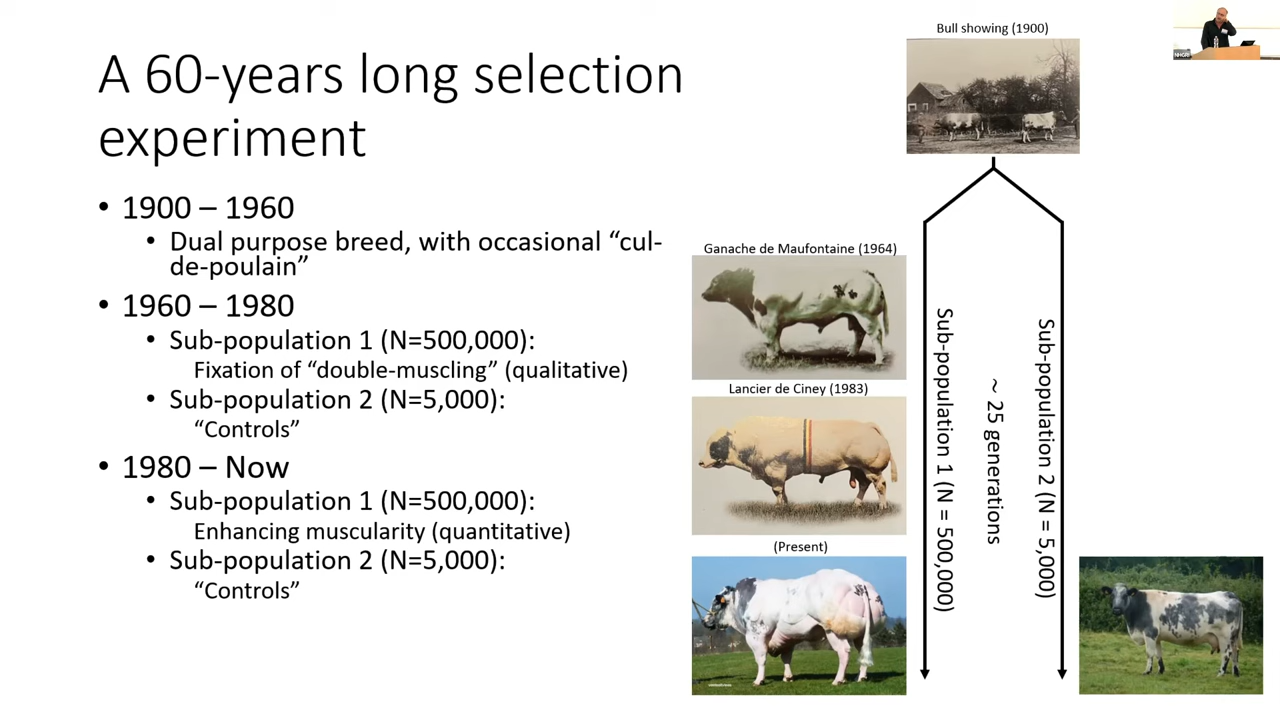 A 60-years long selection
experiment
• 1900 – 1960
• Dual purpose breed, with occasional “cul-
de-poulain”
• 1960 – 1980
• Sub-population 1 (N=500,000):
Fixation of “double-muscling” (qualitative)
• Sub-population 2 (N=5,000):
“Controls”
• 1980 – Now
• Sub-population 1 (N=500,000):
Enhancing muscularity (quantitative)
• Sub-population 2 (N=5,000):
“Controls”
Bull showing (1900)
Ganache de Maufontaine (1964)
Lancier de Ciney (1983)
(Present)
Sub-population 1 (N = 500,000)
~ 25 generations
Sub-population 2 (N = 5,000)
NHGRI